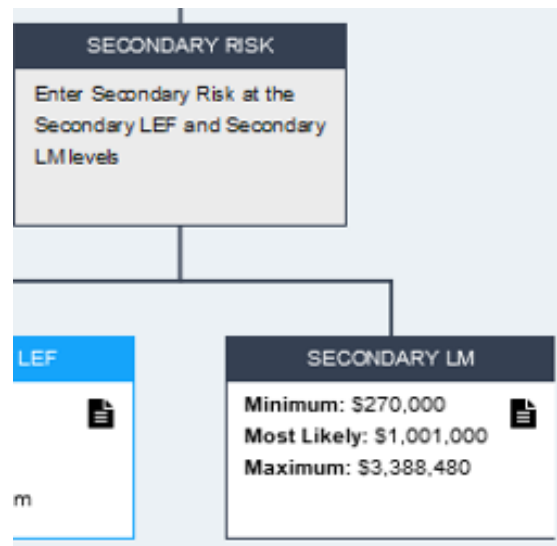 SECONDARY RISK
Enter Secondary Risk at the
Secondary LEF and Secondary
LM levels
LEF
m
SECONDARY LM
Minimum: $270,000
Most Likely: $1,001,000
Maximum: $3,388,480